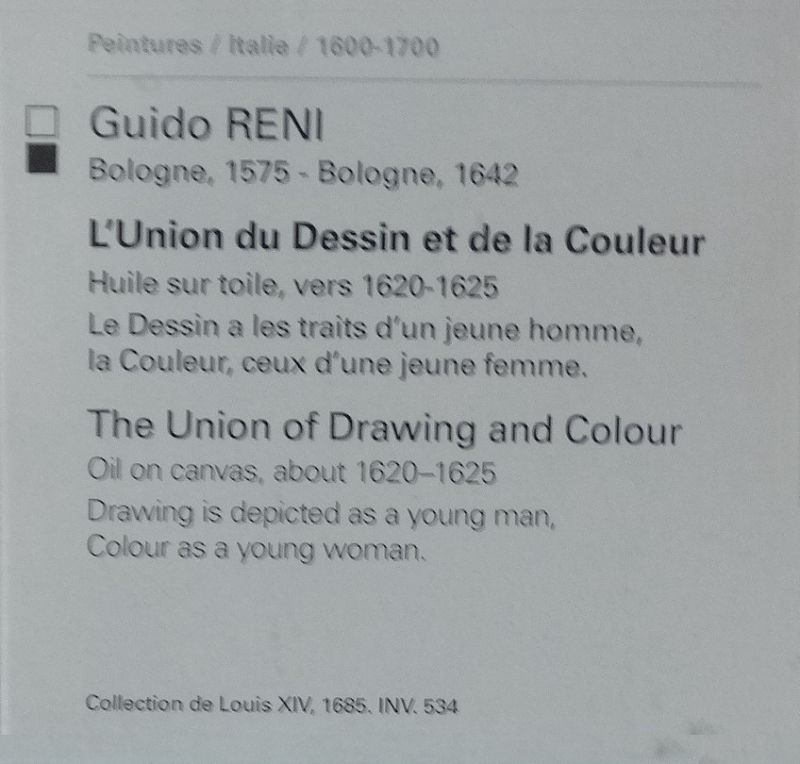 Peintures / Italie / 1600-1700
Guido RENI
Bologne, 1575 - Bologne, 1642
L'Union du Dessin et de la Couleur
Huile sur toile, vers 1620-1625
Le Dessin a les traits d'un jeune homme,
la Couleur, ceux d'une jeune femme.
The Union of Drawing and Colour
Oil on canvas, about 1620–1625
Drawing is depicted as a young man,
Colour as a young woman.
Collection de Louis XIV, 1685. INV. 534